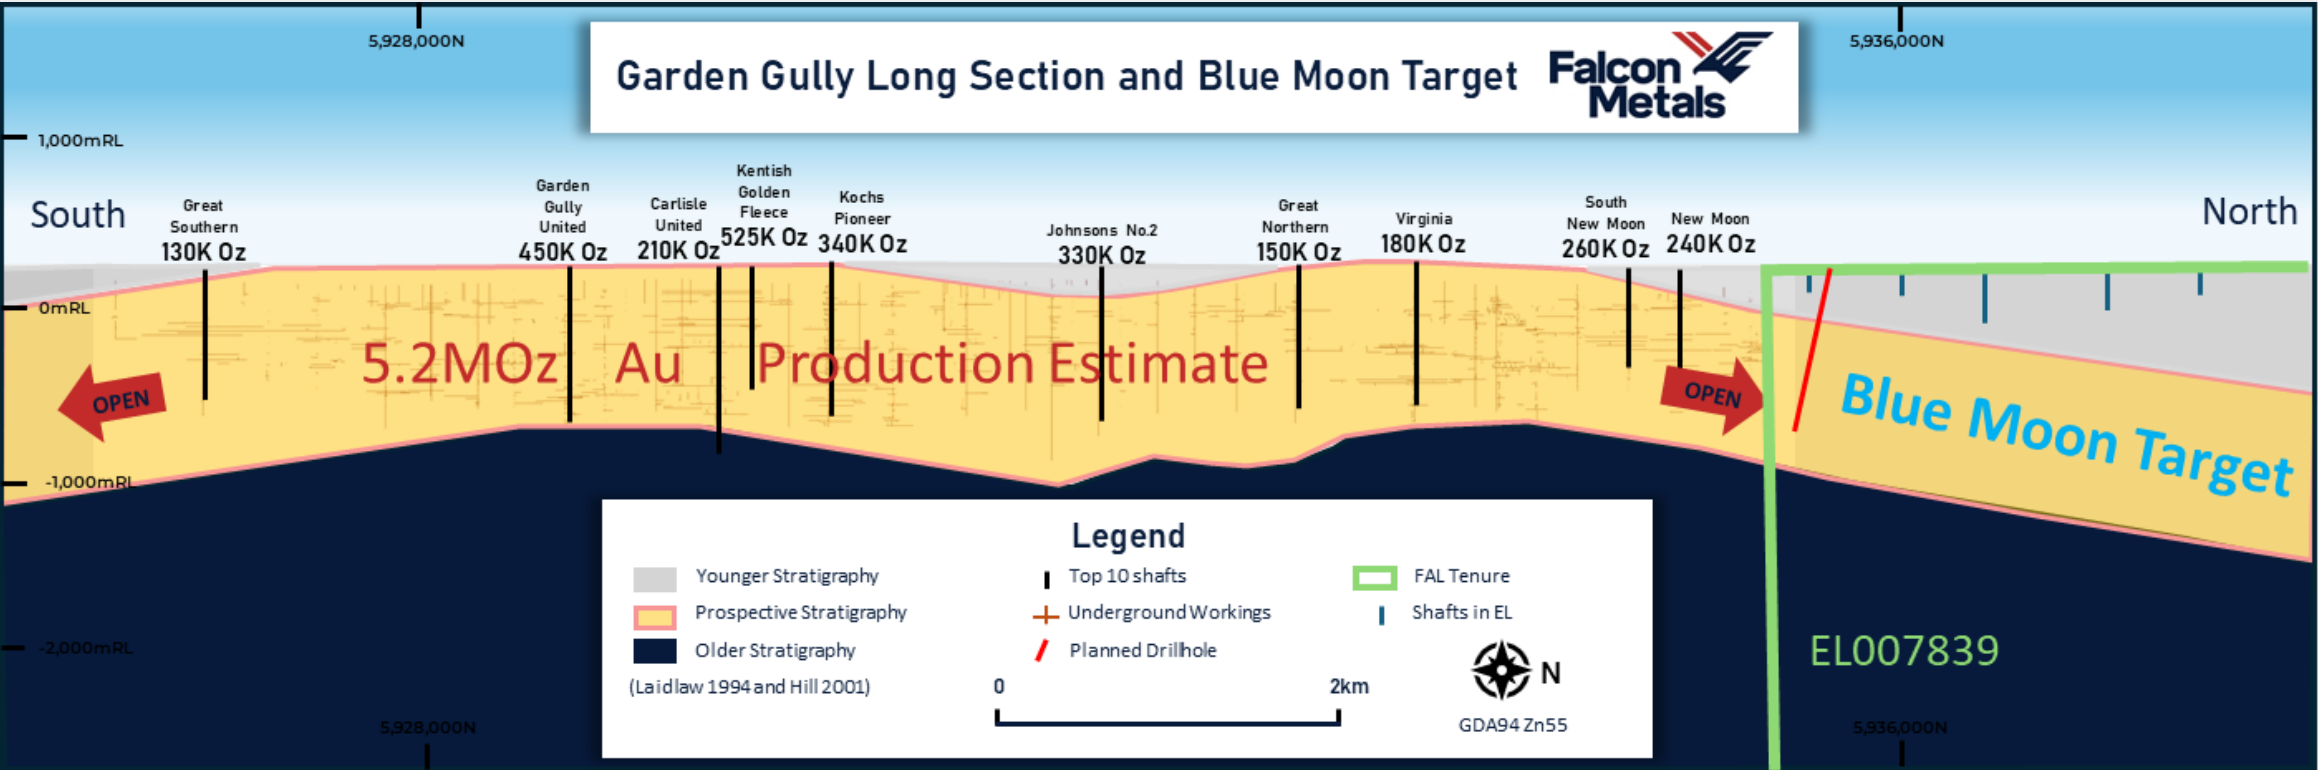 5,928,000N
5,936,000N
Garden Gully Long Section and Blue Moon Target
Falcon
Metals
1,000mRL
South
North
Great
Southern
130K Oz
Garden
Gully
United
450K Oz
Carlisle
United
210K Oz
Kentish
Golden
Fleece
525K Oz
Kochs
Pioneer
340K Oz
Johnsons No.2
330K Oz
Great
Northern
150K Oz
Virginia
180K Oz
South
New Moon
260K Oz
New Moon
240K Oz
0mRL
5.2MOz Au Production Estimate
OPEN
OPEN
Blue Moon Target
-1,000mRL
Legend
Younger Stratigraphy
Prospective Stratigraphy
Older Stratigraphy
(Laidlaw 1994 and Hill 2001)
Top 10 shafts
Underground Workings
Planned Drillhole
0 2km
FAL Tenure
Shafts in EL
N
GDA94 Zn55
-2,000mRL
EL007839
5,928,000N
5,936,000N